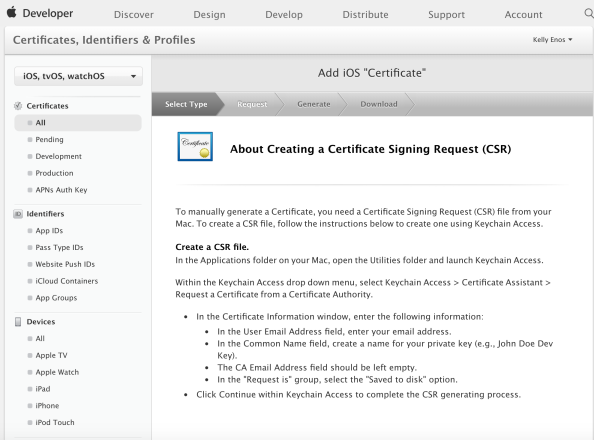 Developer Discover Design Develop Distribute Support Account
Certificates, Identifiers & Profiles Kelly Enos
iOS, tvOS, watchOS
Certificates
All
Pending
Development
Production
APNs Auth Key
ID Identifiers
App IDs
Pass Type IDs
Website Push IDs
iCloud Containers
App Groups
Devices
All
Apple TV
Apple Watch
iPad
iPhone
iPod Touch
Add iOS "Certificate"
Select Type Request Generate Download
Certificate
About Creating a Certificate Signing Request (CSR)
To manually generate a Certificate, you need a Certificate Signing Request (CSR) file from your
Mac. To create a CSR file, follow the instructions below to create one using Keychain Access.
Create a CSR file.
In the Applications folder on your Mac, open the Utilities folder and launch Keychain Access.
Within the Keychain Access drop down menu, select Keychain Access > Certificate Assistant >
Request a Certificate from a Certificate Authority.
• In the Certificate Information window, enter the following information:
• In the User Email Address field, enter your email address.
• In the Common Name field, create a name for your private key (e.g., John Doe Dev
Key).
• The CA Email Address field should be left empty.
• In the "Request is" group, select the "Saved to disk" option.
• Click Continue within Keychain Access to complete the CSR generating process.